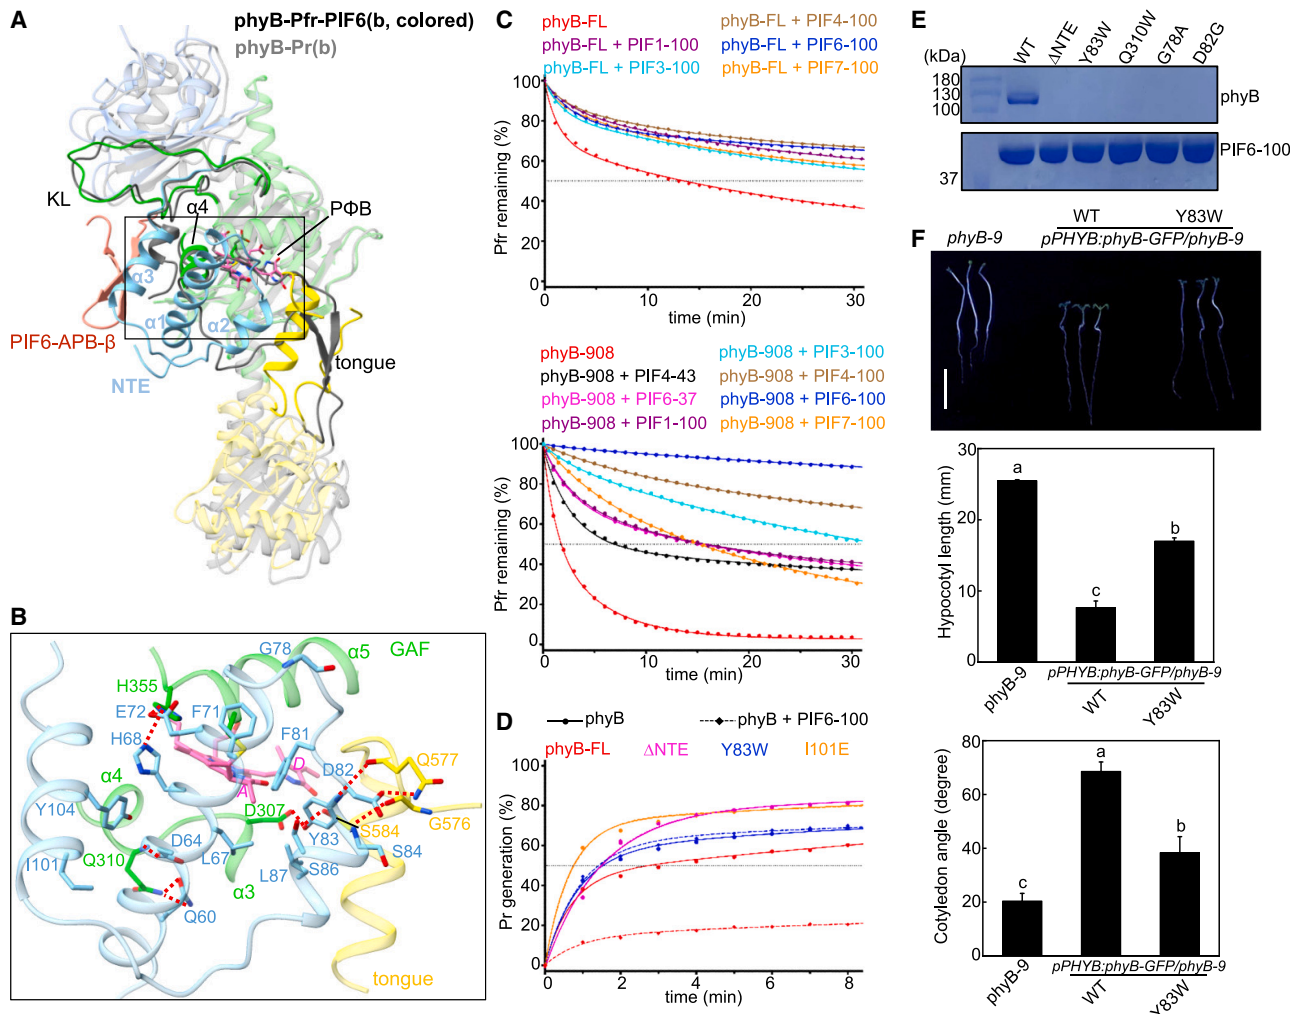 A
phyB-Pfr-PIF6(b, colored)
phyB-Pr(b)
KL
α4
PΦB
α3
α1
α2
PIF6-APB-β
NTE
tongue
B
G78
α5
GAF
H355
E72
F71
H68
F81
D
D82
Q577
α4
A
Y104
D307
G576
D64
Y83
S584
Q310
L67
S84
I101
L87
S86
α3
Q60
tongue
C
phyB-FL
phyB-FL + PIF4-100
phyB-FL + PIF1-100
phyB-FL + PIF6-100
phyB-FL + PIF3-100
phyB-FL + PIF7-100
Pfr remaining (%)
100
80
60
40
20
0
0
10
20
30
time (min)
phyB-908
phyB-908 + PIF3-100
phyB-908 + PIF4-43
phyB-908 + PIF4-100
phyB-908 + PIF6-37
phyB-908 + PIF6-100
phyB-908 + PIF1-100
phyB-908 + PIF7-100
Pfr remaining (%)
100
80
60
40
20
0
0
10
20
30
time (min)
D
phyB
phyB + PIF6-100
phyB-FL
ΔNTE
Y83W
I101E
Pr generation (%)
100
80
60
40
20
0
0
2
4
6
8
time (min)
E
(kDa)
WT
ΔNTE
Y83W
Q310W
G78A
D82G
180
130
100
phyB
PIF6-100
37
F
phyB-9
WT
Y83W
pPHYB:phyB-GFP/phyB-9
Hypocotyl length (mm)
30
20
10
0
a
c
b
phyB-9
pPHYB:phyB-GFP/phyB-9
WT
Y83W
Cotyledon angle (degree)
80
60
40
20
0
c
a
b
phyB-9
pPHYB:phyB-GFP/phyB-9
WT
Y83W